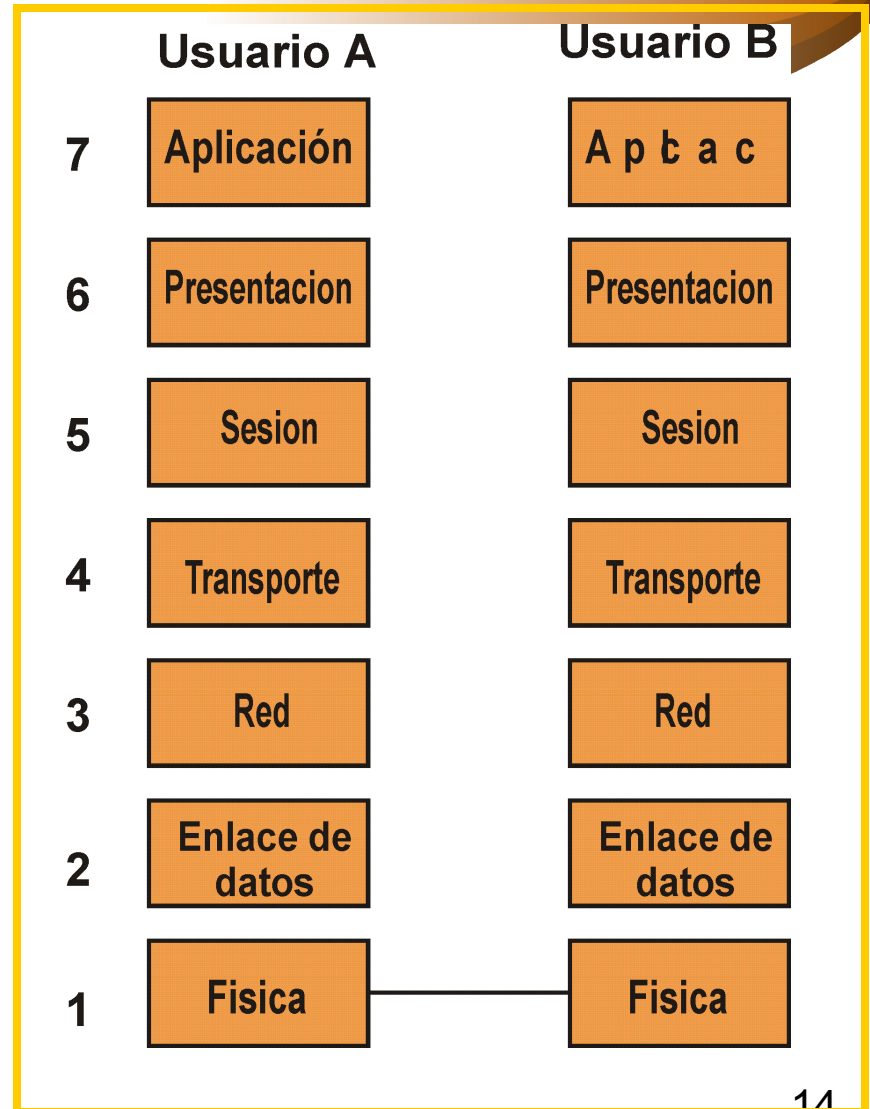 Usuario A
Usuario B
7
Aplicación
6
Presentacion
Presentacion
5
Sesion
Sesion
4
Transporte
Transporte
3
Red
Red
2
Enlace de
datos
Enlace de
datos
1
Fisica
Fisica
14